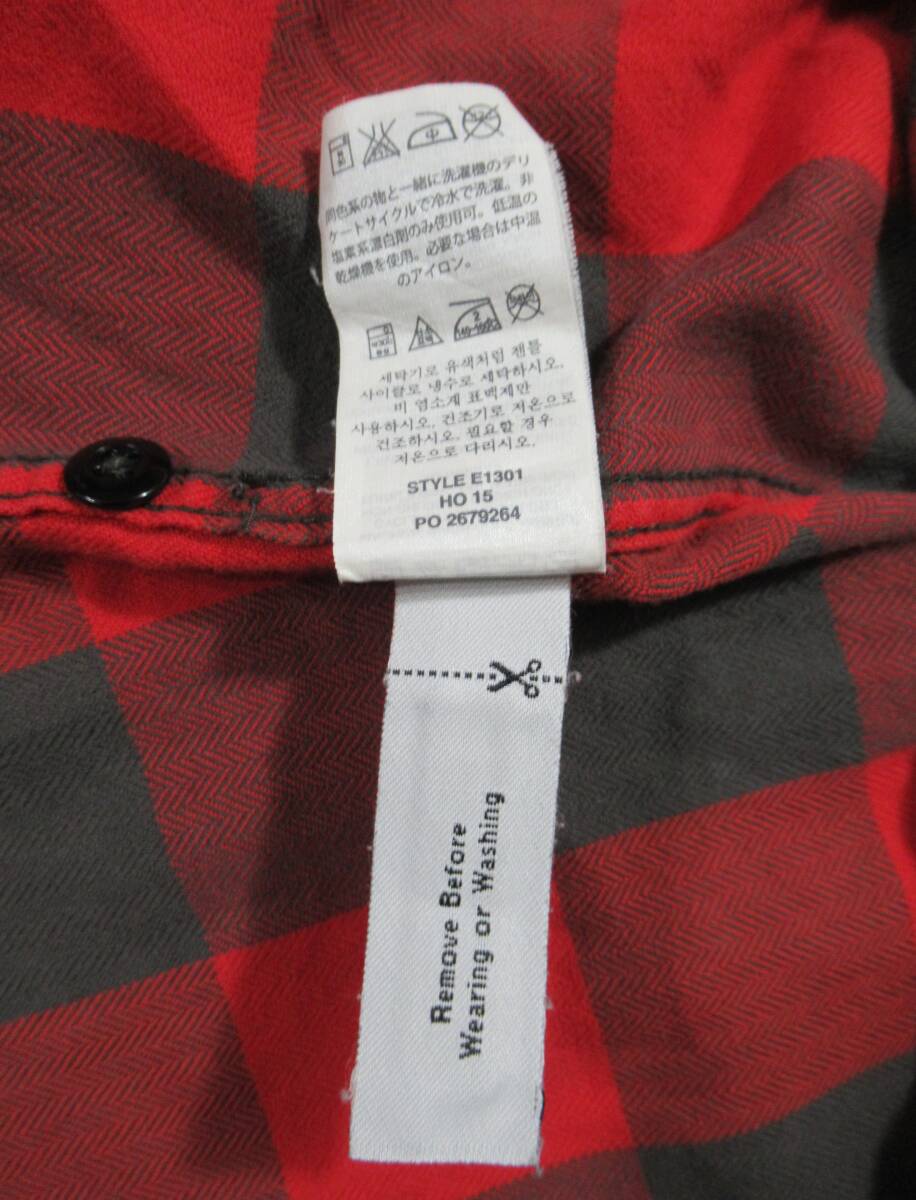 中
同色系の物と一緒に洗濯機のデリ
ケートサイクルで冷水で洗濯。非
塩素系漂白剤のみ使用可。低温の
乾燥機を使用。必要な場合は中温
のアイロン。
2
140-160℃
세탁기로 유색처럼 젠틀
사이클로 냉수로 세탁하시오.
비 염소계 표백제만
사용하시오. 건조기로 저온으로
건조하시오. 필요할 경우
저온으로 다리시오.
STYLE E1301
HO 15
PO 2679264
Remove Before
Wearing or Washing